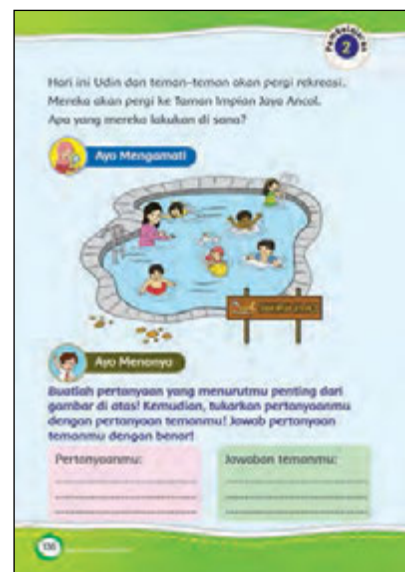 Pembelajaran
2
Hari ini Udin dan teman-teman akan pergi rekreasi.
Mereka akan pergi ke Taman Impian Jaya Ancol.
Apa yang mereka lakukan di sana?
Ayo Mengamati
Ayo Menanya
Buatlah pertanyaan yang menurutmu penting dari
gambar di atas! Kemudian, tukarkan pertanyaanmu
dengan pertanyaan temanmu! Jawab pertanyaan
temanmu dengan benar!
Pertanyaanmu:
Jawaban temanmu: